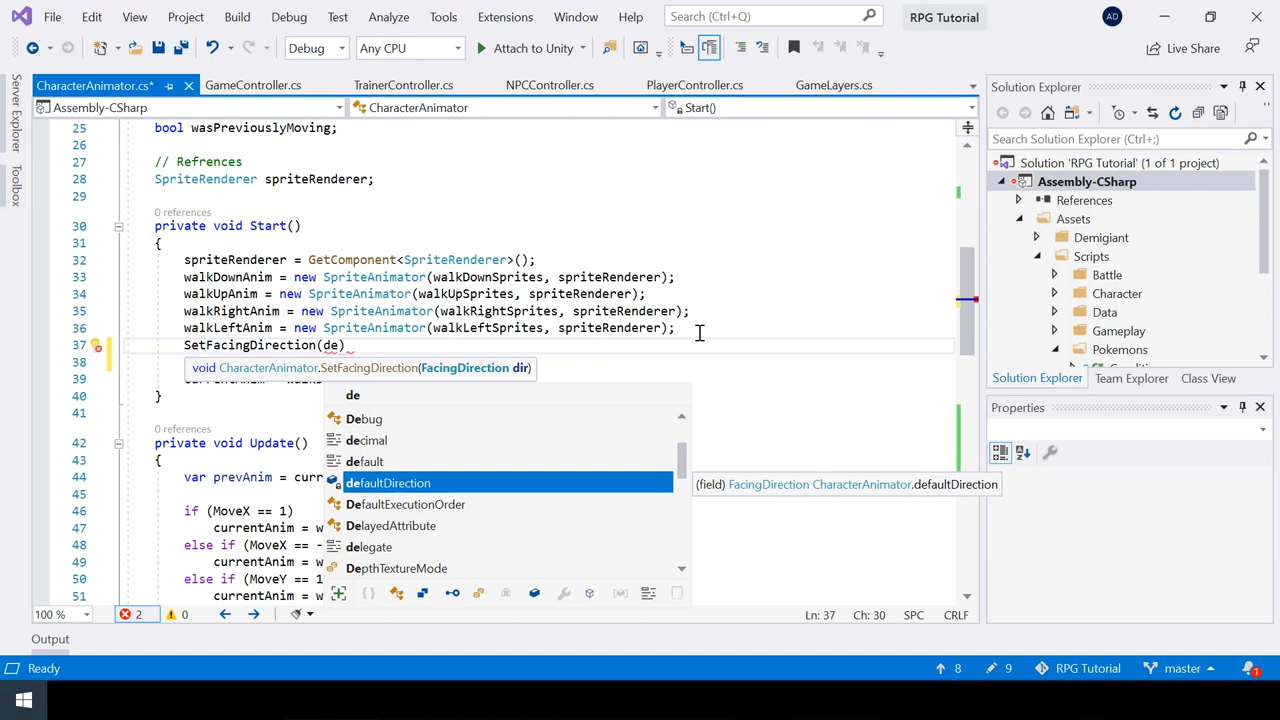 File Edit View Project Build Debug Test Analyze Tools Extensions Window Help Search (Ctrl+Q) RPG Tutorial AD
Debug Any CPU Attach to Unity Live Share
Server Explorer
Toolbox
CharacterAnimator.cs* GameController.cs TrainerController.cs NPCController.cs PlayerController.cs GameLayers.cs
Assembly-CSharp CharacterAnimator Start()
25 bool wasPreviouslyMoving;
26
27 // Refrences
28 SpriteRenderer spriteRenderer;
29
0 references
30 private void Start()
31 {
32 spriteRenderer = GetComponent<SpriteRenderer>();
33 walkDownAnim = new SpriteAnimator(walkDownSprites, spriteRenderer);
34 walkUpAnim = new SpriteAnimator(walkUpSprites, spriteRenderer);
35 walkRightAnim = new SpriteAnimator(walkRightSprites, spriteRenderer);
36 walkLeftAnim = new SpriteAnimator(walkLeftSprites, spriteRenderer);
37 SetFacingDirection(de)
38 void CharacterAnimator.SetFacingDirection(FacingDirection dir)
39
40 }
41
0 references
42 private void Update()
43 {
44 var prevAnim = curr
45
46 if (MoveX == 1)
47 currentAnim = w
48 else if (MoveX == -
49 currentAnim = w
50 else if (MoveY == 1
51 currentAnim = w
de
Debug
decimal
default
defaultDirection
DefaultExecutionOrder
DelayedAttribute
delegate
DepthTextureMode
(field) FacingDirection CharacterAnimator.defaultDirection
100 % 2 0 Ln: 37 Ch: 30 SPC CRLF
Output
Solution Explorer
Search Solution Explorer (Ctrl+;)
Solution 'RPG Tutorial' (1 of 1 project)
Assembly-CSharp
References
Assets
Demigiant
Scripts
Battle
Character
Data
Gameplay
Pokemons
Solution Explorer Team Explorer Class View
Properties
Ready 8 9 RPG Tutorial master 1